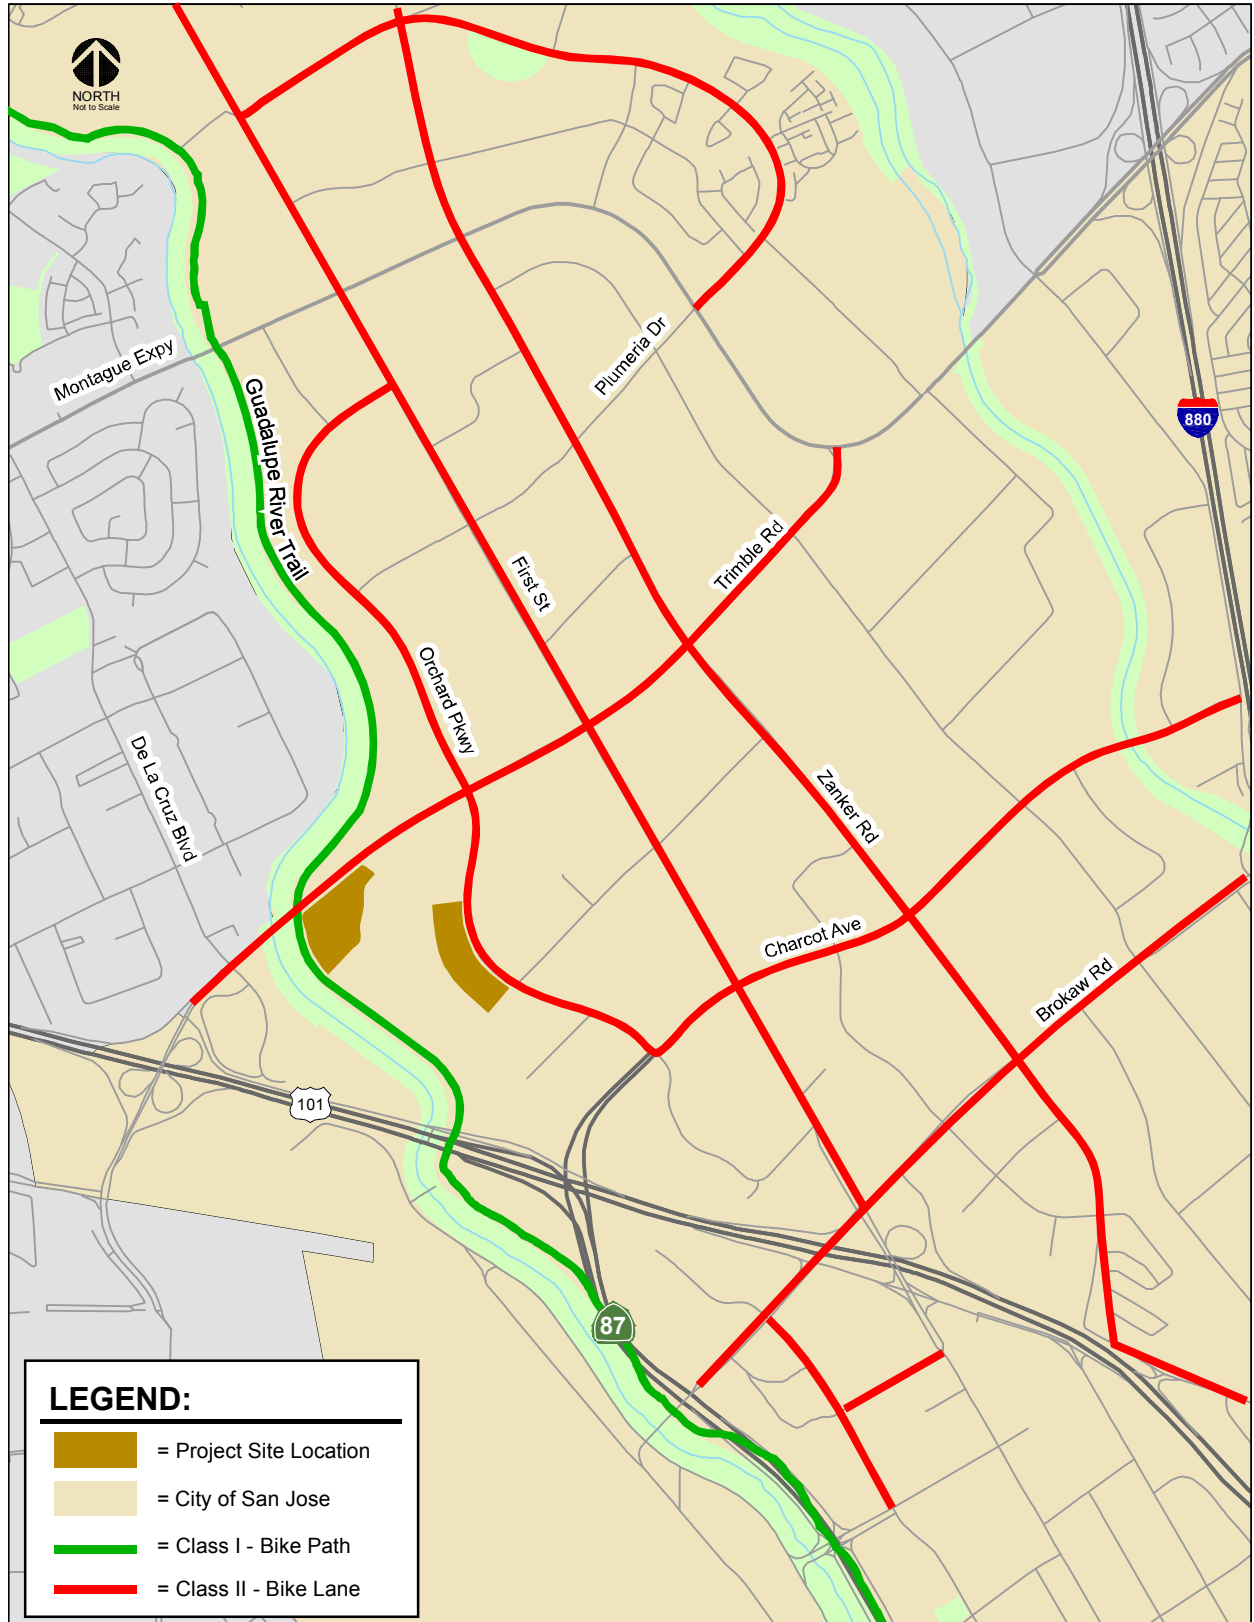 NORTH
Not to Scale
Montague Expy
Guadalupe River Trail
Plumeria Dr
880
First St
Trimble Rd
Orchard Pkwy
De La Cruz Blvd
Zanker Rd
Charcot Ave
Brokaw Rd
101
87
LEGEND:
= Project Site Location
= City of San Jose
= Class I - Bike Path
= Class II - Bike Lane